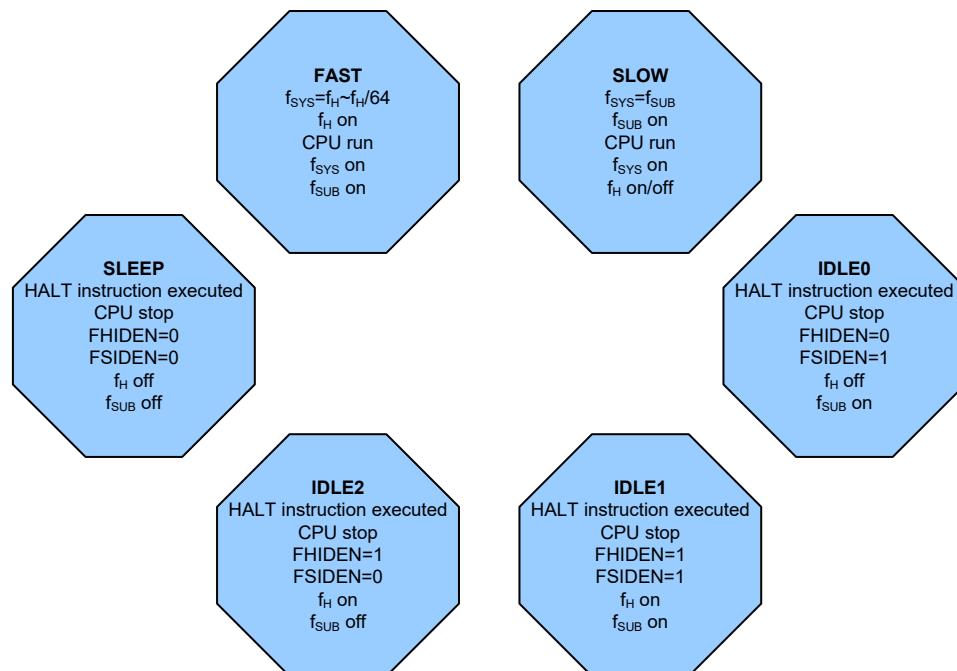 FAST
fSYS=fH~fH/64
fH on
CPU run
fSYS on
fSUB on
SLOW
fSYS=fSUB
fSUB on
CPU run
fSYS on
fH on/off
SLEEP
HALT instruction executed
CPU stop
FHIDEN=0
FSIDEN=0
fH off
fSUB off
IDLE0
HALT instruction executed
CPU stop
FHIDEN=0
FSIDEN=1
fH off
fSUB on
IDLE2
HALT instruction executed
CPU stop
FHIDEN=1
FSIDEN=0
fH on
fSUB off
IDLE1
HALT instruction executed
CPU stop
FHIDEN=1
FSIDEN=1
fH on
fSUB on